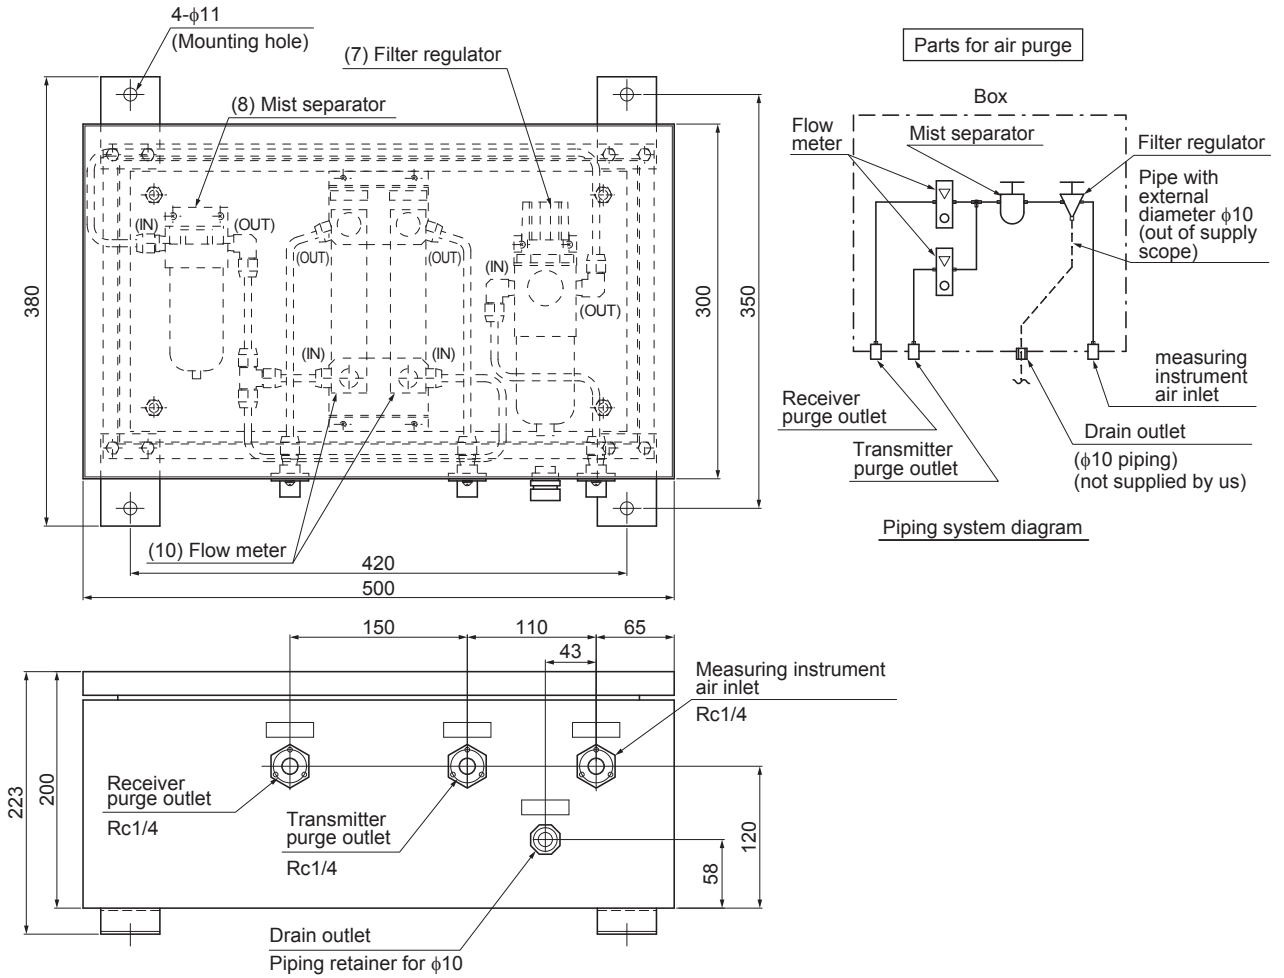 4-ϕ11
(Mounting hole)
(7) Filter regulator
(8) Mist separator
(IN)
(OUT)
(OUT)
(OUT)
(IN)
(OUT)
(IN)
(IN)
380
300
350
(10) Flow meter
420
500
Parts for air purge
Box
Flow
meter
Mist separator
Filter regulator
Pipe with
external
diameter ϕ10
(out of supply
scope)
measuring
instrument
air inlet
Receiver
purge outlet
Transmitter
purge outlet
Drain outlet
(ϕ10 piping)
(not supplied by us)
Piping system diagram
150
110
65
43
Measuring instrument
air inlet
Rc1/4
223
200
Receiver
purge outlet
Rc1/4
Transmitter
purge outlet
Rc1/4
120
58
Drain outlet
Piping retainer for ϕ10